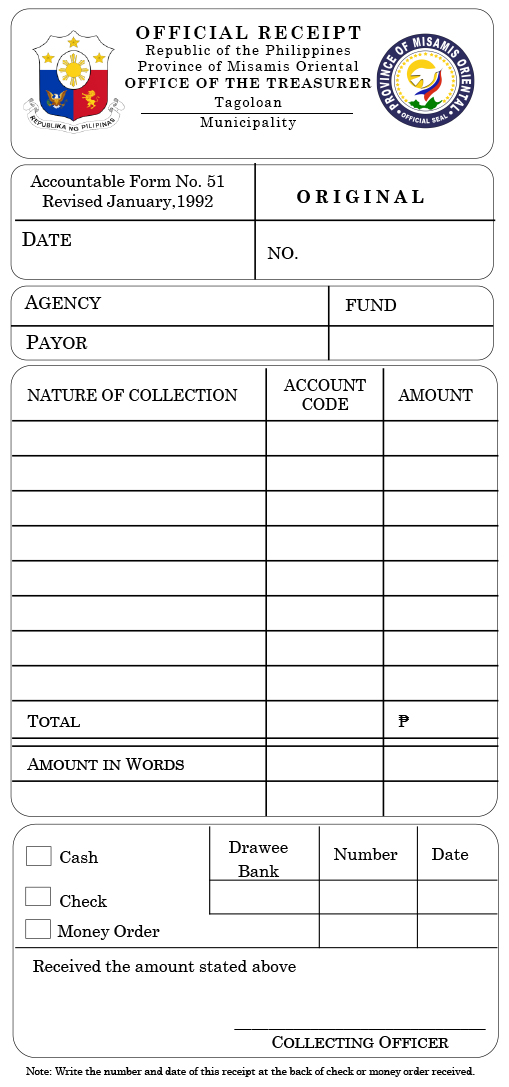 OFFICIAL RECEIPT
Republic of the Philippines
Province of Misamis Oriental
OFFICE OF THE TREASURER
Tagoloan
Municipality
REPUBLIKA NG PILIPINAS
PROVINCE OF MISAMIS ORIENTAL
OFFICIAL SEAL
Accountable Form No. 51
Revised January,1992
ORIGINAL
DATE
NO.
AGENCY
FUND
PAYOR
NATURE OF COLLECTION
ACCOUNT
CODE
AMOUNT
TOTAL
₱
AMOUNT IN WORDS
Cash
Check
Money Order
Drawee
Bank
Number
Date
Received the amount stated above
COLLECTING OFFICER
Note: Write the number and date of this receipt at the back of check or money order received.